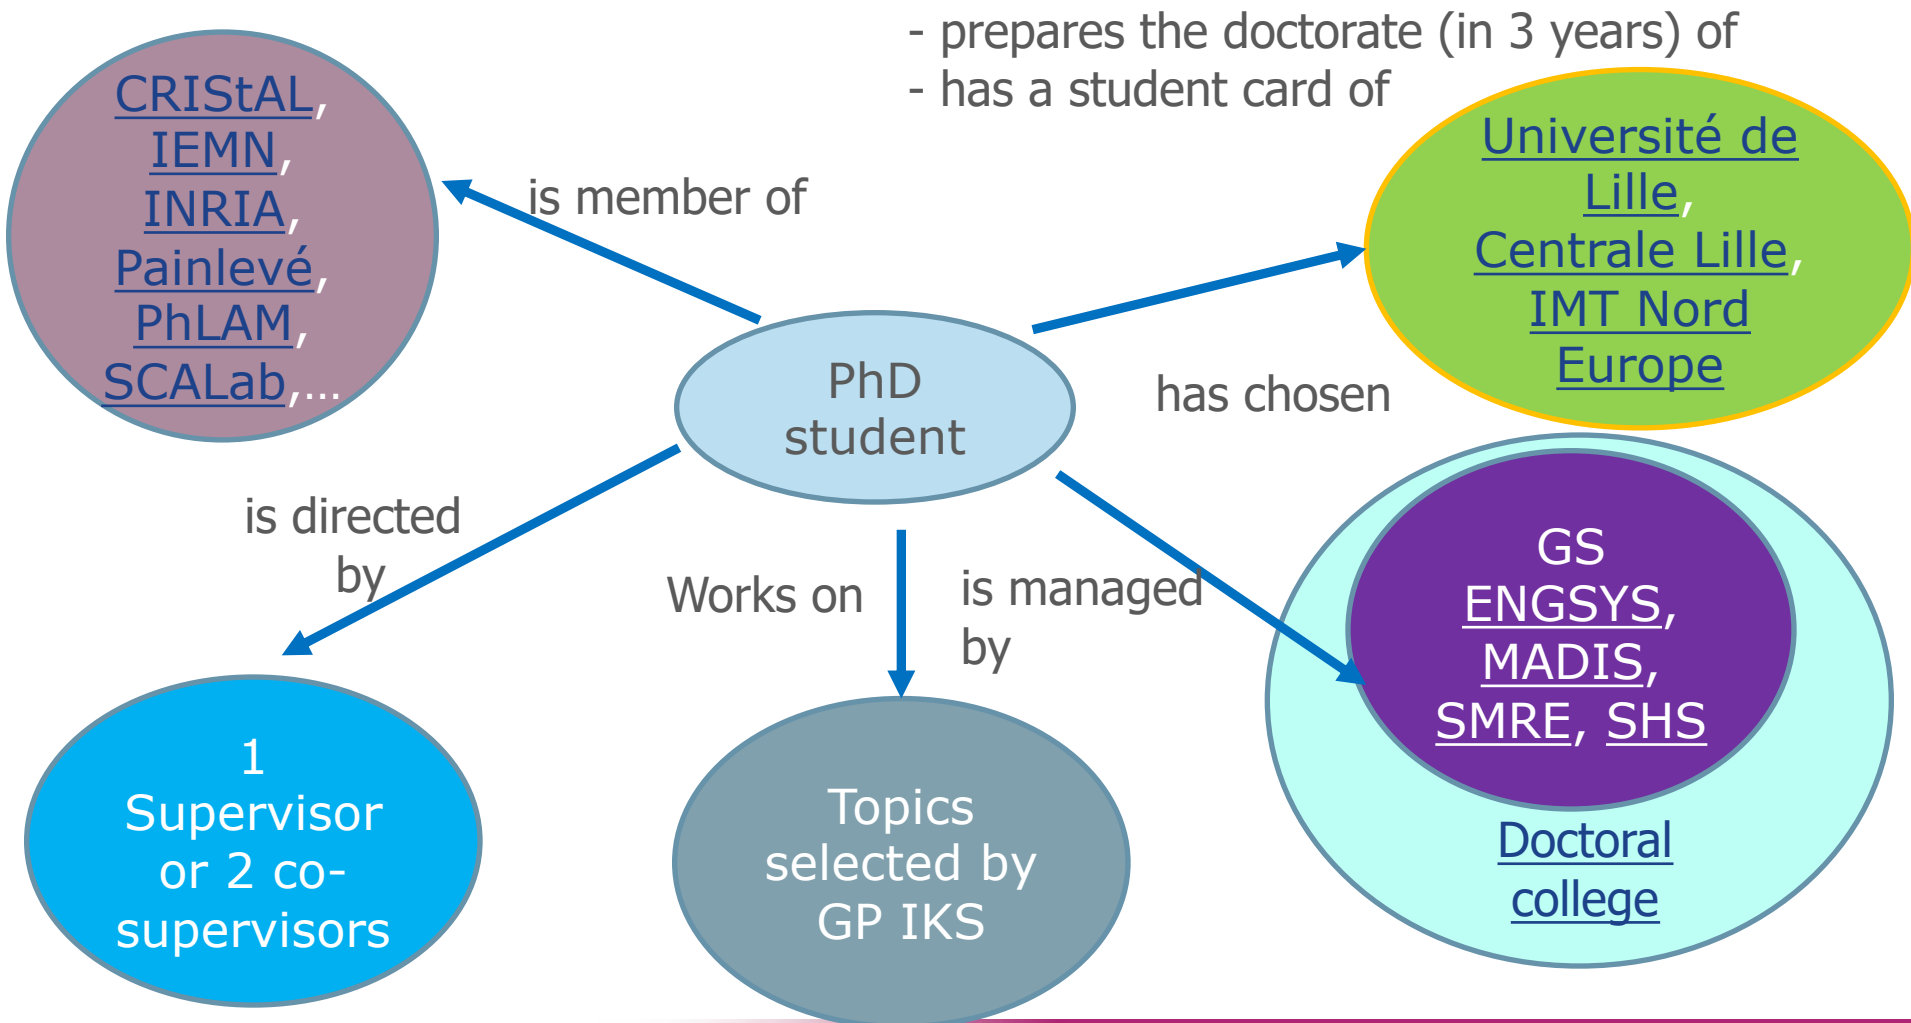 - prepares the doctorate (in 3 years) of
- has a student card of
CRIStAL,
IEMN,
INRIA,
Painlevé,
PhLAM,
SCALab,...
is member of
Université de
Lille,
Centrale Lille,
IMT Nord
Europe
PhD
student
has chosen
is directed
by
Works on
is managed
by
GS
ENGSYS,
MADIS,
SMRE, SHS
Doctoral
college
1
Supervisor
or 2 co-
supervisors
Topics
selected by
GP IKS